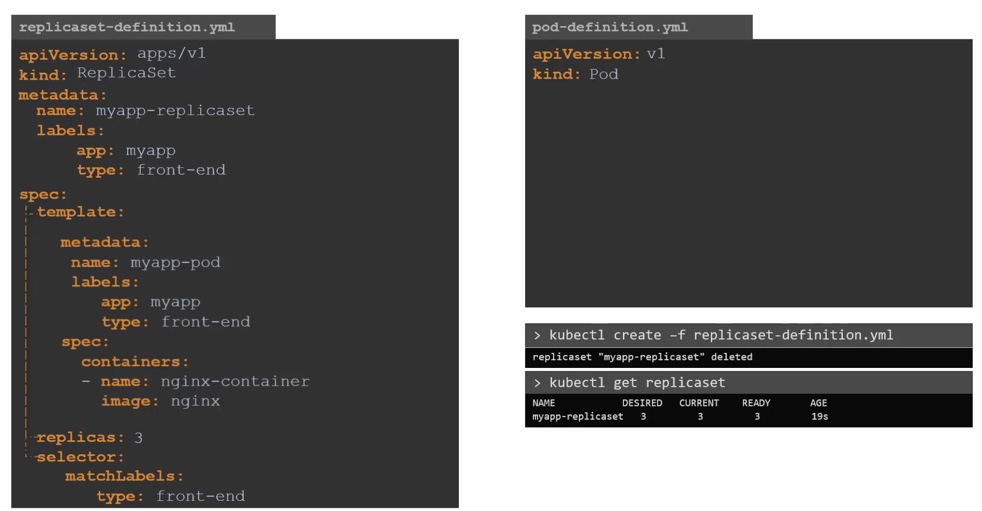 replicaset-definition.yml
apiVersion: apps/v1
kind: ReplicaSet
metadata:
name: myapp-replicaset
labels:
app: myapp
type: front-end
spec:
template:
metadata:
name: myapp-pod
labels:
app: myapp
type: front-end
spec:
containers:
- name: nginx-container
image: nginx
replicas: 3
selector:
matchLabels:
type: front-end
pod-definition.yml
apiVersion: v1
kind: Pod
> kubectl create –f replicaset-definition.yml
replicaset "myapp-replicaset" deleted
> kubectl get replicaset
NAME DESIRED CURRENT READY AGE
myapp-replicaset 3 3 3 19s